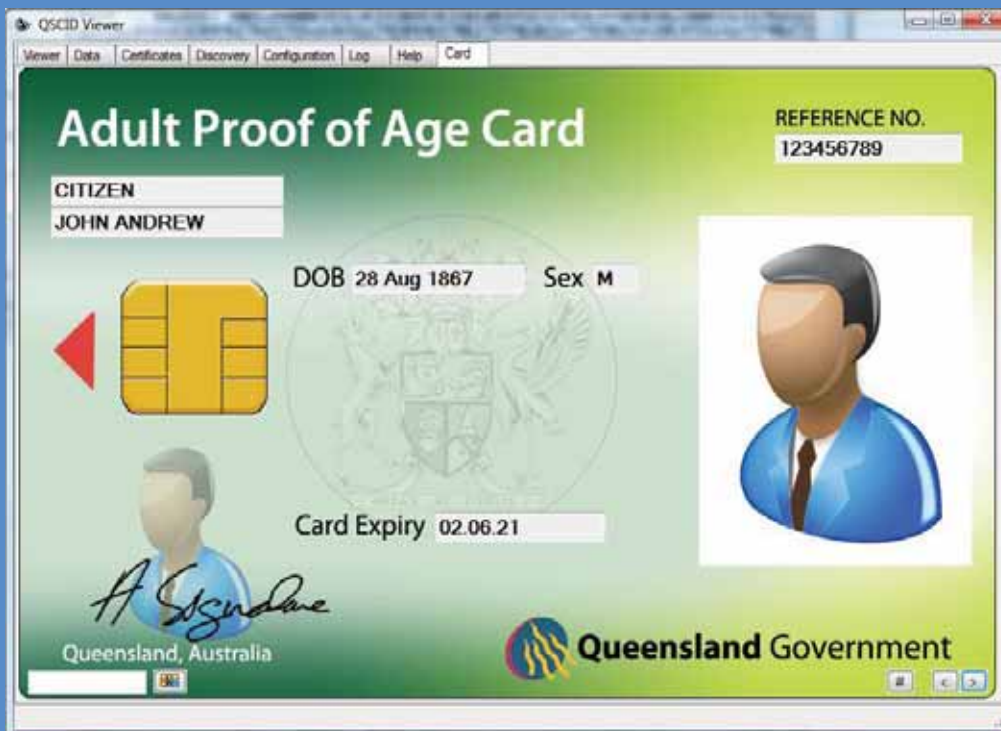 QSCID Viewer
Viewer Data Certificates Discovery Configuration Log Help Card
Adult Proof of Age Card
REFERENCE NO.
123456789
CITIZEN
JOHN ANDREW
DOB 28 Aug 1867 Sex M
Card Expiry 02.06.21
A Signature
Queensland, Australia
Queensland Government
# < >